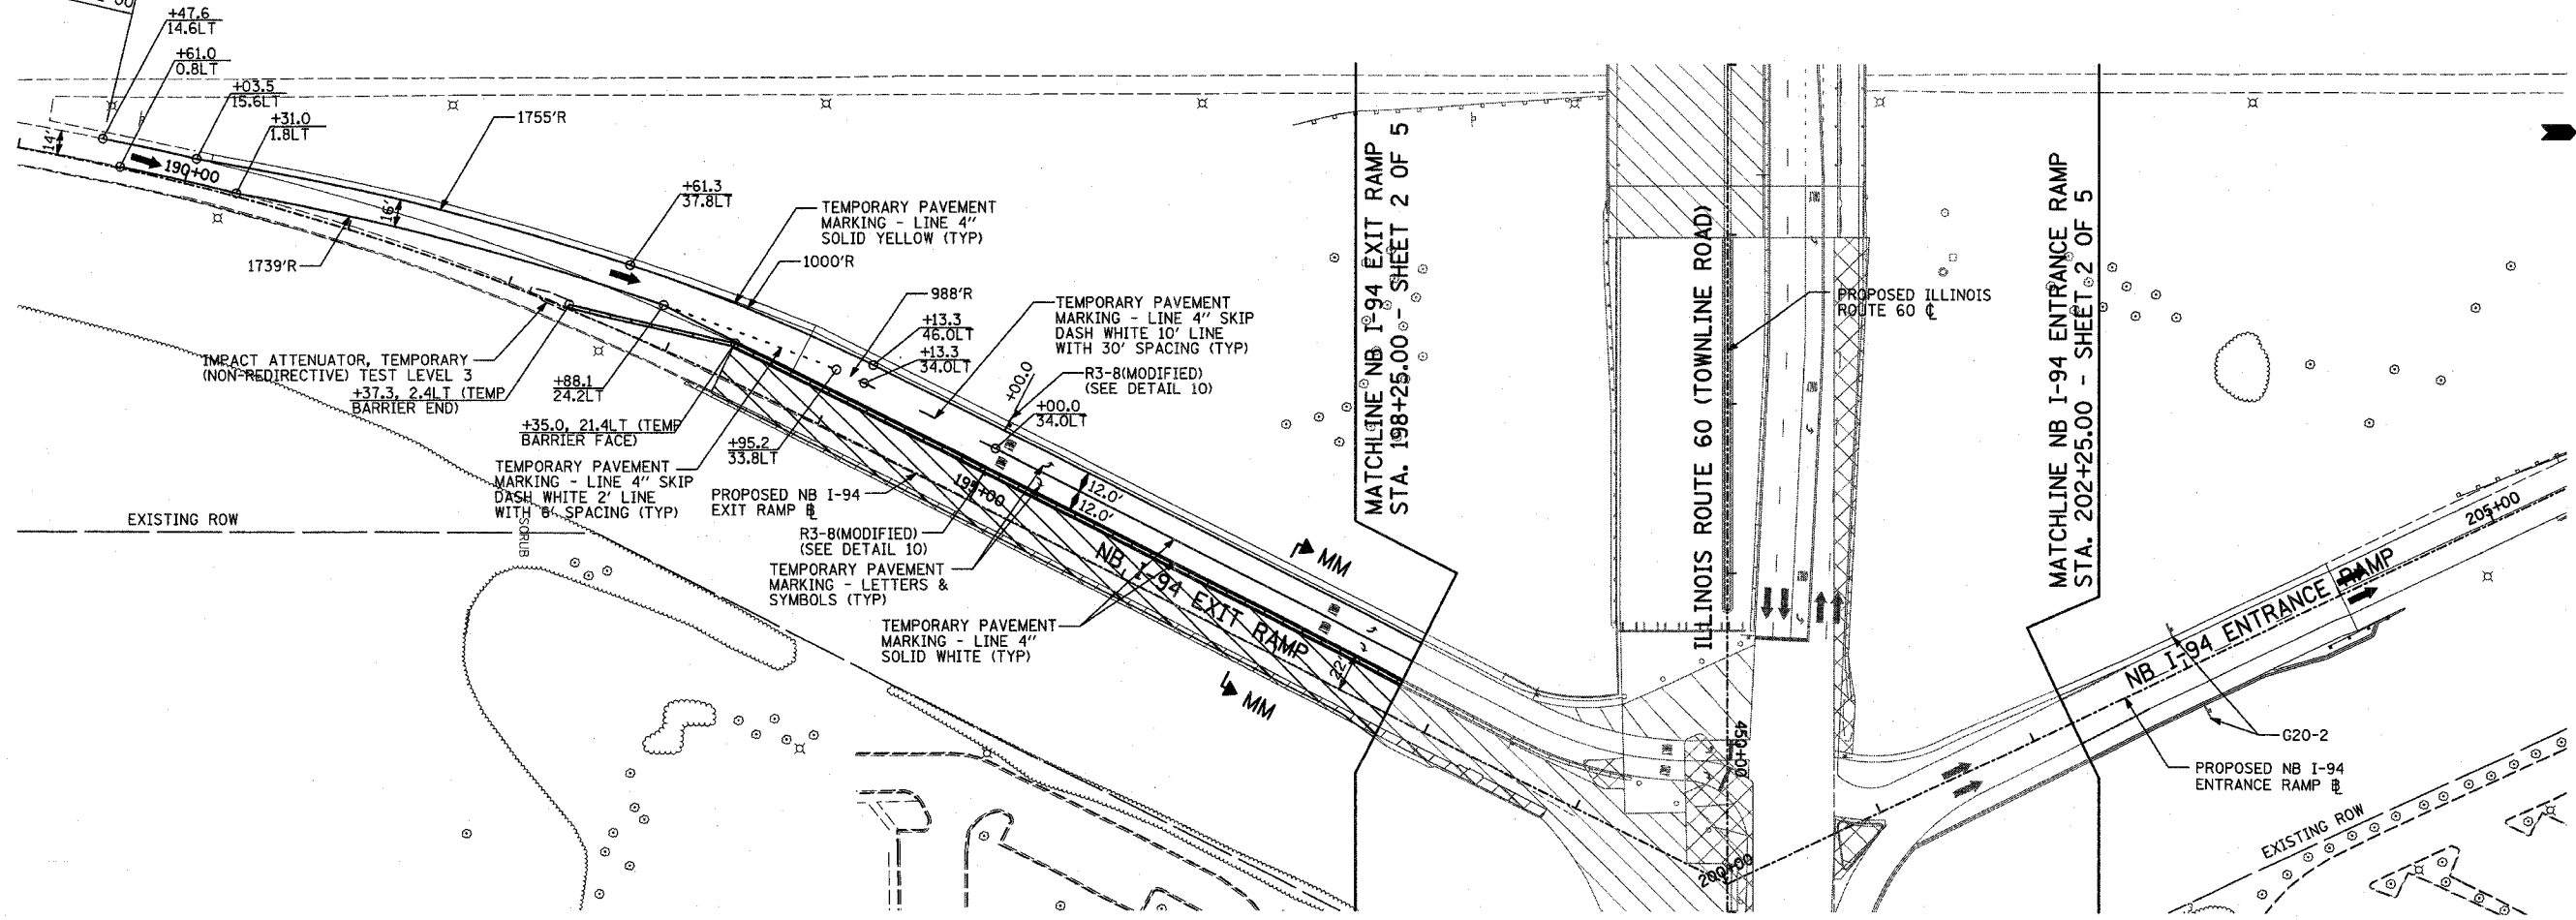 +47.6
14.6LT
+61.0
0.8LT
+03.5
15.6LT
+31.0
1.8LT
14'
190+00
1755'R
16'
1739'R
+61.3
37.8LT
TEMPORARY PAVEMENT
MARKING - LINE 4"
SOLID YELLOW (TYP)
1000'R
988'R
+13.3
46.0LT
+13.3
34.0LT
TEMPORARY PAVEMENT
MARKING - LINE 4" SKIP
DASH WHITE 10' LINE
WITH 30' SPACING (TYP)
+00.0
R3-8(MODIFIED)
(SEE DETAIL 10)
+00.0
34.0LT
IMPACT ATTENUATOR, TEMPORARY
(NON-REDIRECTIVE) TEST LEVEL 3
+37.3, 2.4LT (TEMP
BARRIER END)
+88.1
24.2LT
+35.0, 21.4LT (TEMP
BARRIER FACE)
+95.2
33.8LT
TEMPORARY PAVEMENT
MARKING - LINE 4" SKIP
DASH WHITE 2' LINE
WITH 6' SPACING (TYP)
PROPOSED NB I-94
EXIT RAMP
195+00
12.0'
12.0'
R3-8(MODIFIED)
(SEE DETAIL 10)
TEMPORARY PAVEMENT
MARKING - LETTERS &
SYMBOLS (TYP)
TEMPORARY PAVEMENT
MARKING - LINE 4"
SOLID WHITE (TYP)
NB I-94 EXIT RAMP
22'
MM
MM
EXISTING ROW
MATCHLINE NB I-94 EXIT RAMP
STA. 198+25.00 - SHEET 2 OF 5
ILLINOIS ROUTE 60 (TOWNLINE ROAD)
PROPOSED ILLINOIS
ROUTE 60 ℄
450+00
200+00
MATCHLINE NB I-94 ENTRANCE RAMP
STA. 202+25.00 - SHEET 2 OF 5
205+00
NB I-94 ENTRANCE RAMP
G20-2
PROPOSED NB I-94
ENTRANCE RAMP
EXISTING ROW